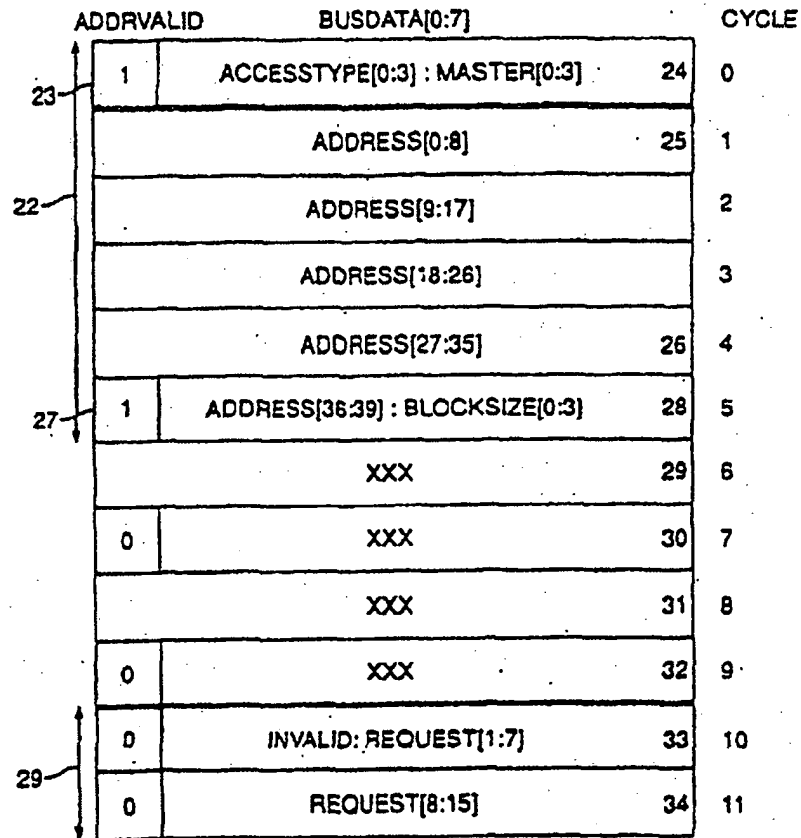 ADDRVALID BUSDATA[0:7] CYCLE
1 ACCESSTYPE[0:3] : MASTER[0:3] 24 0
23
ADDRESS[0:8] 25 1
22 ADDRESS[9:17] 2
ADDRESS[18:26] 3
ADDRESS[27:35] 26 4
27 1 ADDRESS[36:39] : BLOCKSIZE[0:3] 28 5
XXX 29 6
0 XXX 30 7
XXX 31 8
0 XXX 32 9
0 INVALID: REQUEST[1:7] 33 10
29
0 REQUEST[8:15] 34 11